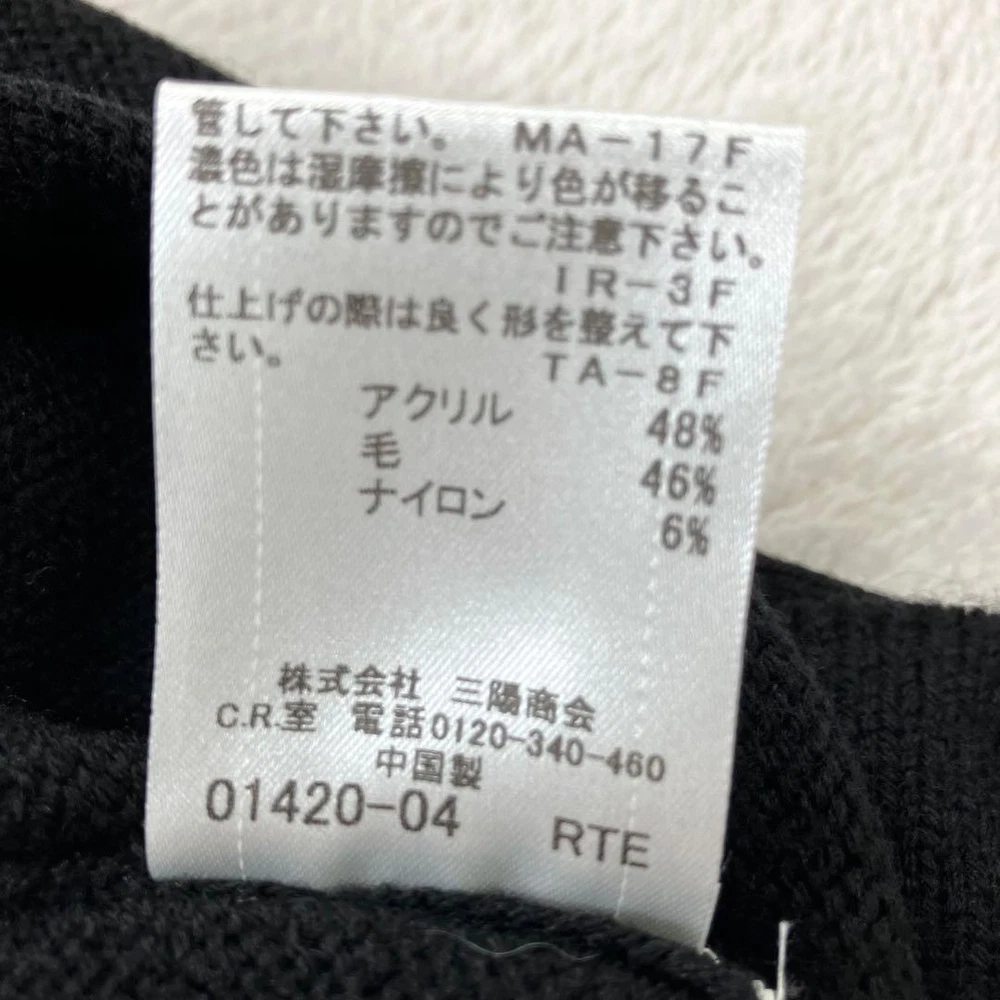 管して下さい。 MA-17F
濃色は湿摩擦により色が移るこ
とがありますのでご注意下さい。
IR-3F
仕上げの際は良く形を整えて下
さい。 TA-8F
アクリル 48%
毛 46%
ナイロン 6%
株式会社 三陽商会
C.R.室 電話0120-340-460
中国製
01420-04 RTE